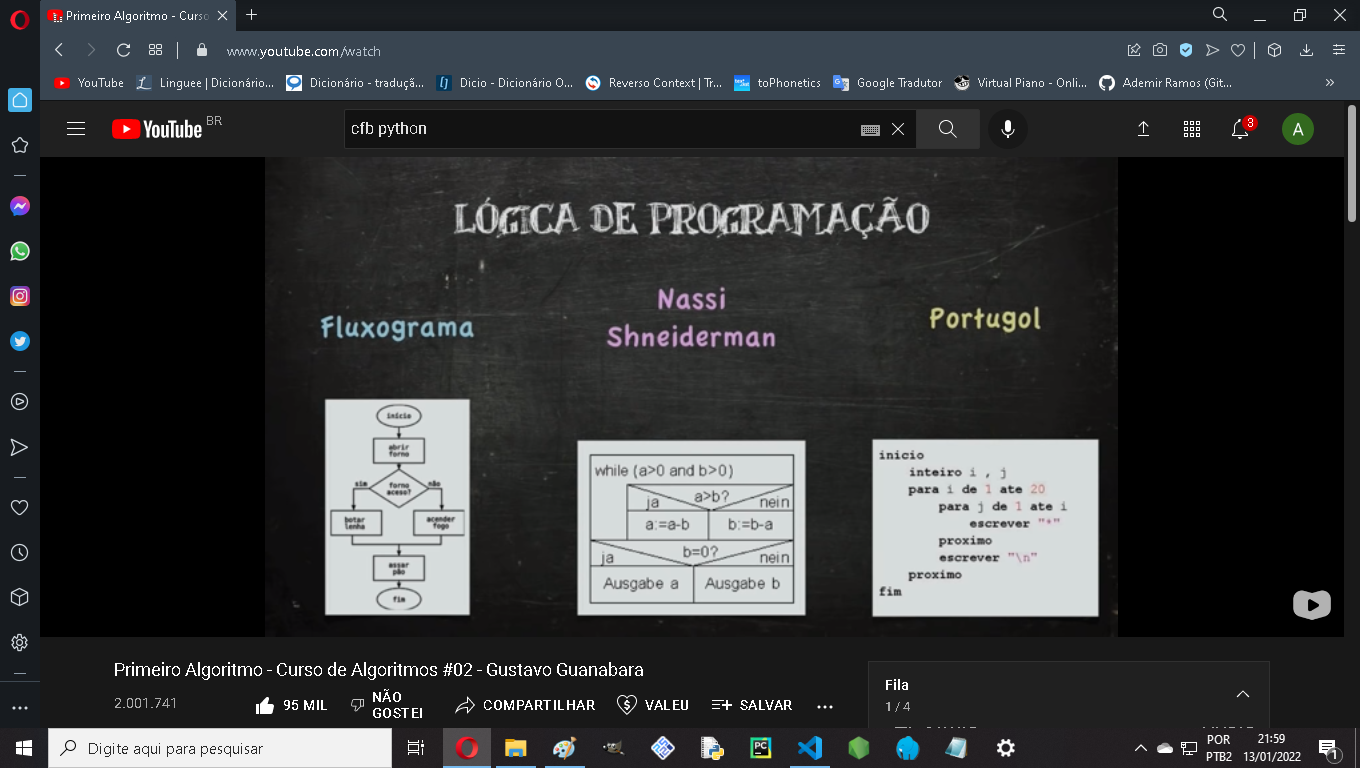 Primeiro Algoritmo - Curso
www.youtube.com/watch
YouTube
Linguee | Dicionário...
Dicionário - traduçã...
Dicio - Dicionário O...
Reverso Context | Tr...
toPhonetics
Google Tradutor
Virtual Piano - Onli...
Ademir Ramos (Git...
YouTube BR
cfb python
3
A
LÓGICA DE PROGRAMAÇÃO
Fluxograma
Nassi
Shneiderman
Portugol
início
abrir
forno
forno
aceso?
sim
não
botar
lenha
acender
fogo
assar
pão
fim
while (a>0 and b>0)
a>b?
ja
nein
a:=a-b
b:=b-a
b=0?
ja
nein
Ausgabe a
Ausgabe b
inicio
inteiro i , j
para i de 1 ate 20
para j de 1 ate i
escrever "*"
proximo
escrever "\n"
proximo
fim
Primeiro Algoritmo - Curso de Algoritmos #02 - Gustavo Guanabara
2.001.741
95 MIL
NÃO
GOSTEI
COMPARTILHAR
VALEU
SALVAR
Fila
1 / 4
Digite aqui para pesquisar
PC
POR
PTB2
21:59
13/01/2022
1